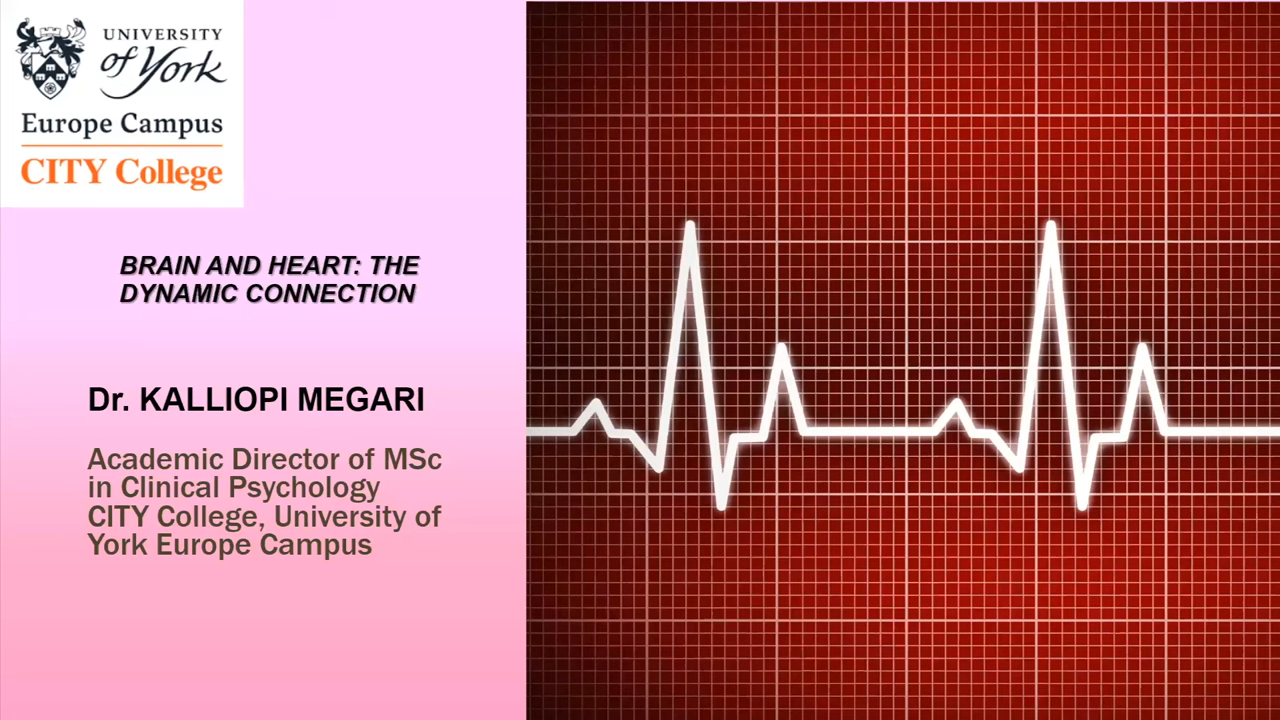 UNIVERSITY
of York
Europe Campus
CITY College
BRAIN AND HEART: THE
DYNAMIC CONNECTION
Dr. KALLIOPI MEGARI
Academic Director of MSc
in Clinical Psychology
CITY College, University of
York Europe Campus